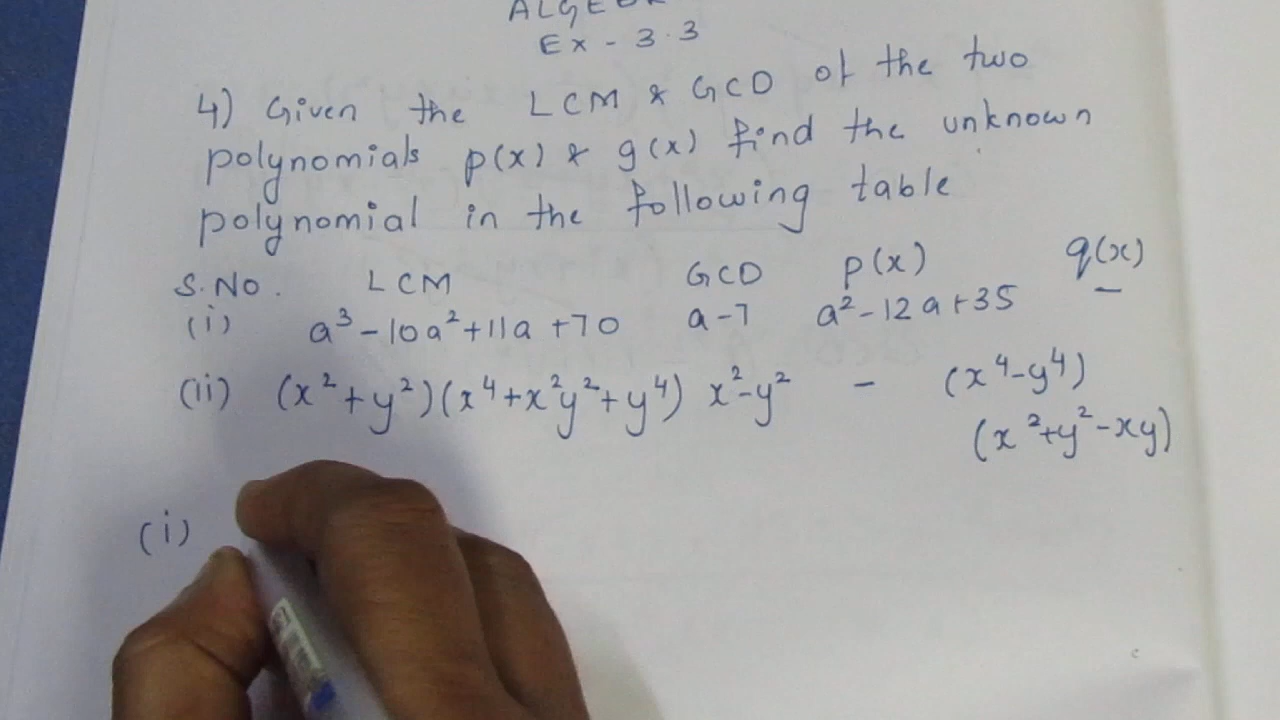 Ex - 3.3
4) Given the LCM & GCD of the two
polynomials p(x) & g(x) find the unknown
polynomial in the following table
S.No. LCM GCD p(x) q(x)
(i) a³ - 10a² + 11a + 70 a - 7 a² - 12a + 35 -
(ii) (x² + y²)(x⁴ + x²y² + y⁴) x² - y² - (x⁴ - y⁴)
(x² + y² - xy)
(i)